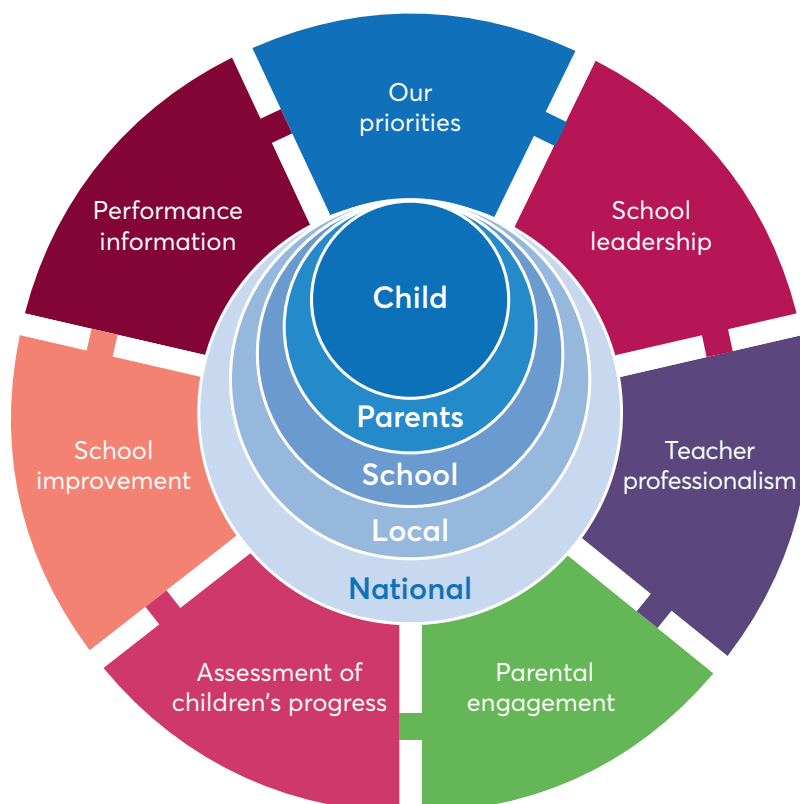 Our
priorities
School
leadership
Teacher
professionalism
Parental
engagement
Assessment of
children's progress
School
improvement
Performance
information
Child
Parents
School
Local
National